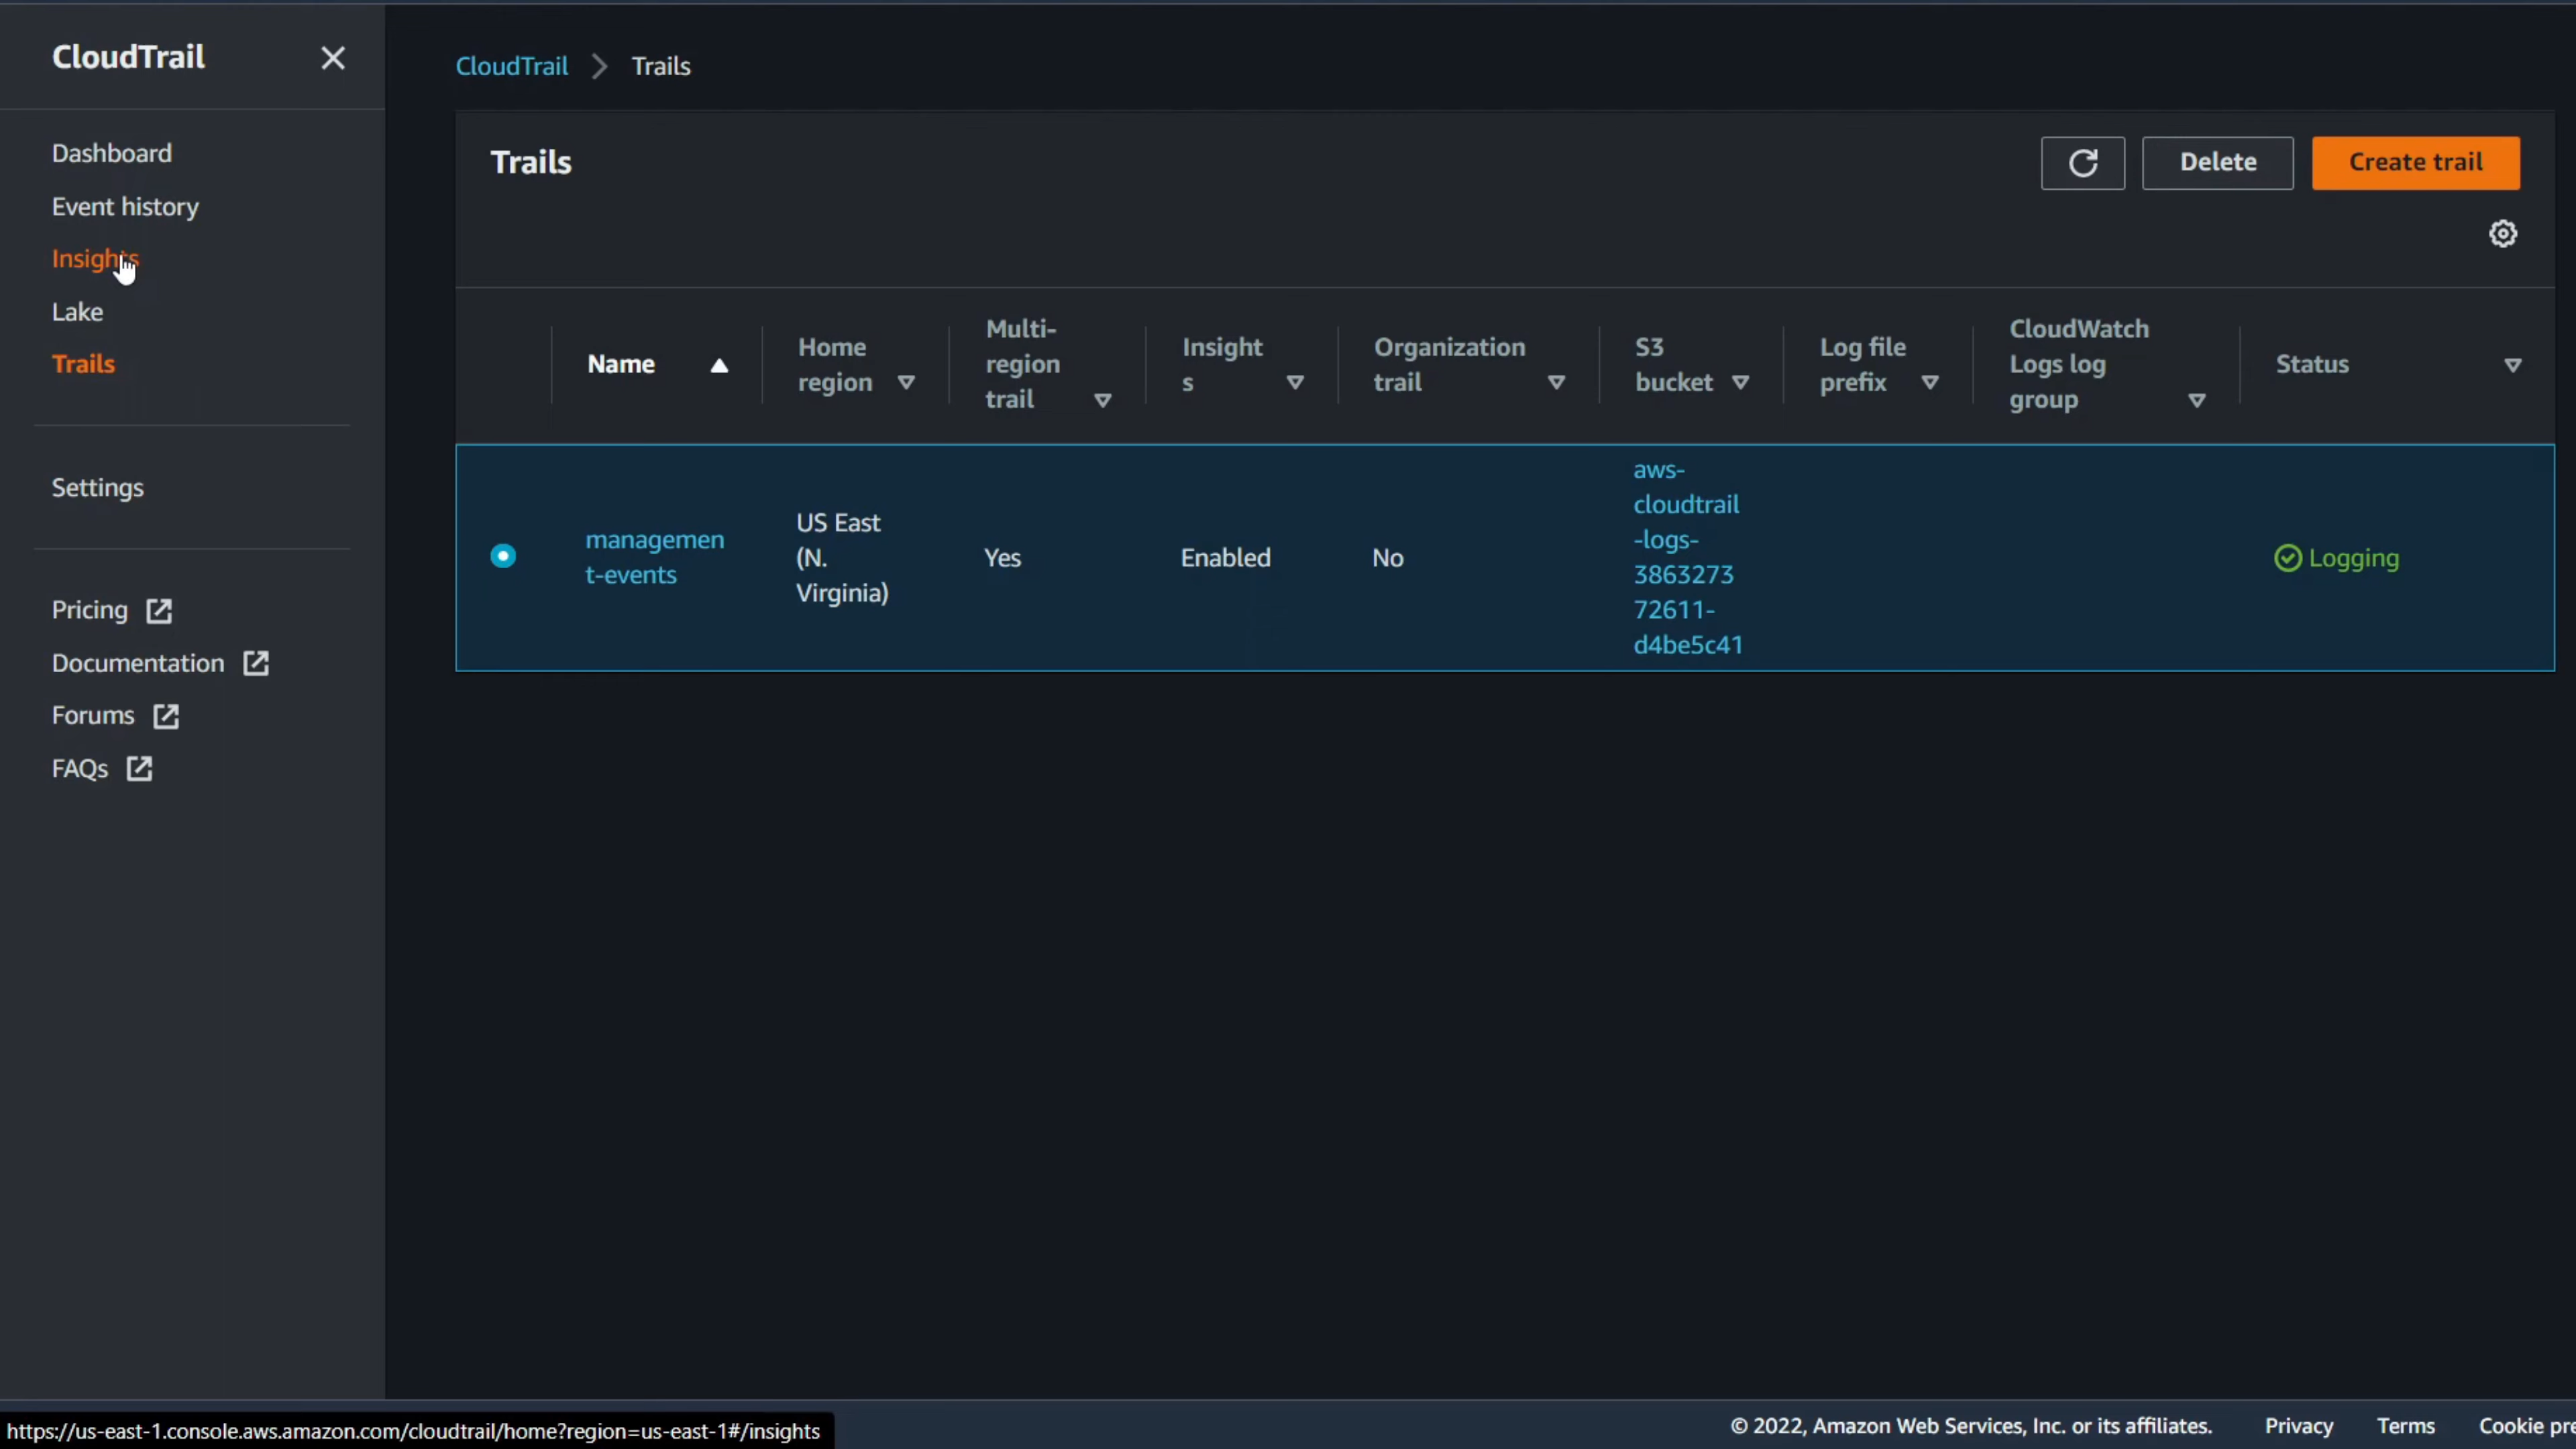 CloudTrail
Dashboard
Event history
Insights
Lake
Trails
Settings
Pricing
Documentation
Forums
FAQs
CloudTrail
Trails
Trails
Delete
Create trail
Name
Home
region
Multi-
region
trail
Insight
s
Organization
trail
S3
bucket
Log file
prefix
CloudWatch
Logs log
group
Status
managemen
t-events
US East
(N.
Virginia)
Yes
Enabled
No
aws-
cloudtrail
-logs-
3863273
72611-
d4be5c41
Logging
https://us-east-1.console.aws.amazon.com/cloudtrail/home?region=us-east-1#/insights
© 2022, Amazon Web Services, Inc. or its affiliates.
Privacy
Terms
Cookie pre